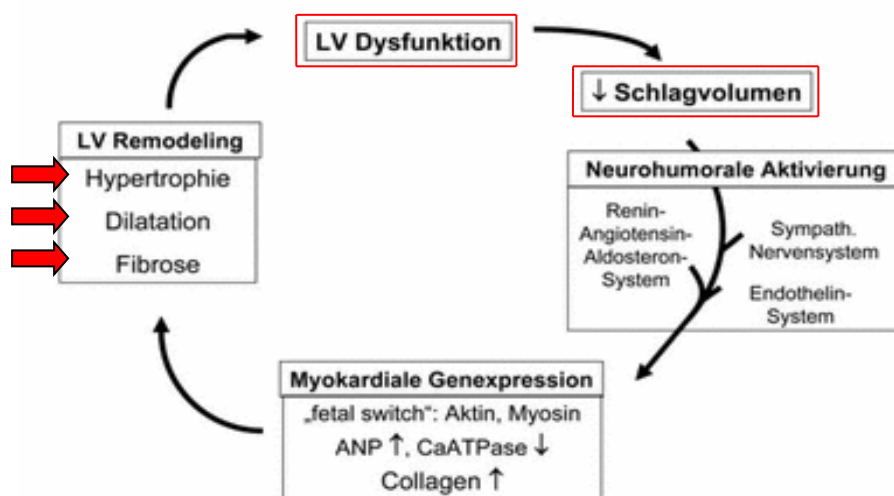 LV Dysfunktion
↓ Schlagvolumen
Neurohumorale Aktivierung
Renin-
Angiotensin-
Aldosteron-
System
Sympath.
Nervensystem
Endothelin-
System
Myokardiale Genexpression
„fetal switch“: Aktin, Myosin
ANP ↑, CaATPase ↓
Collagen ↑
LV Remodeling
Hypertrophie
Dilatation
Fibrose